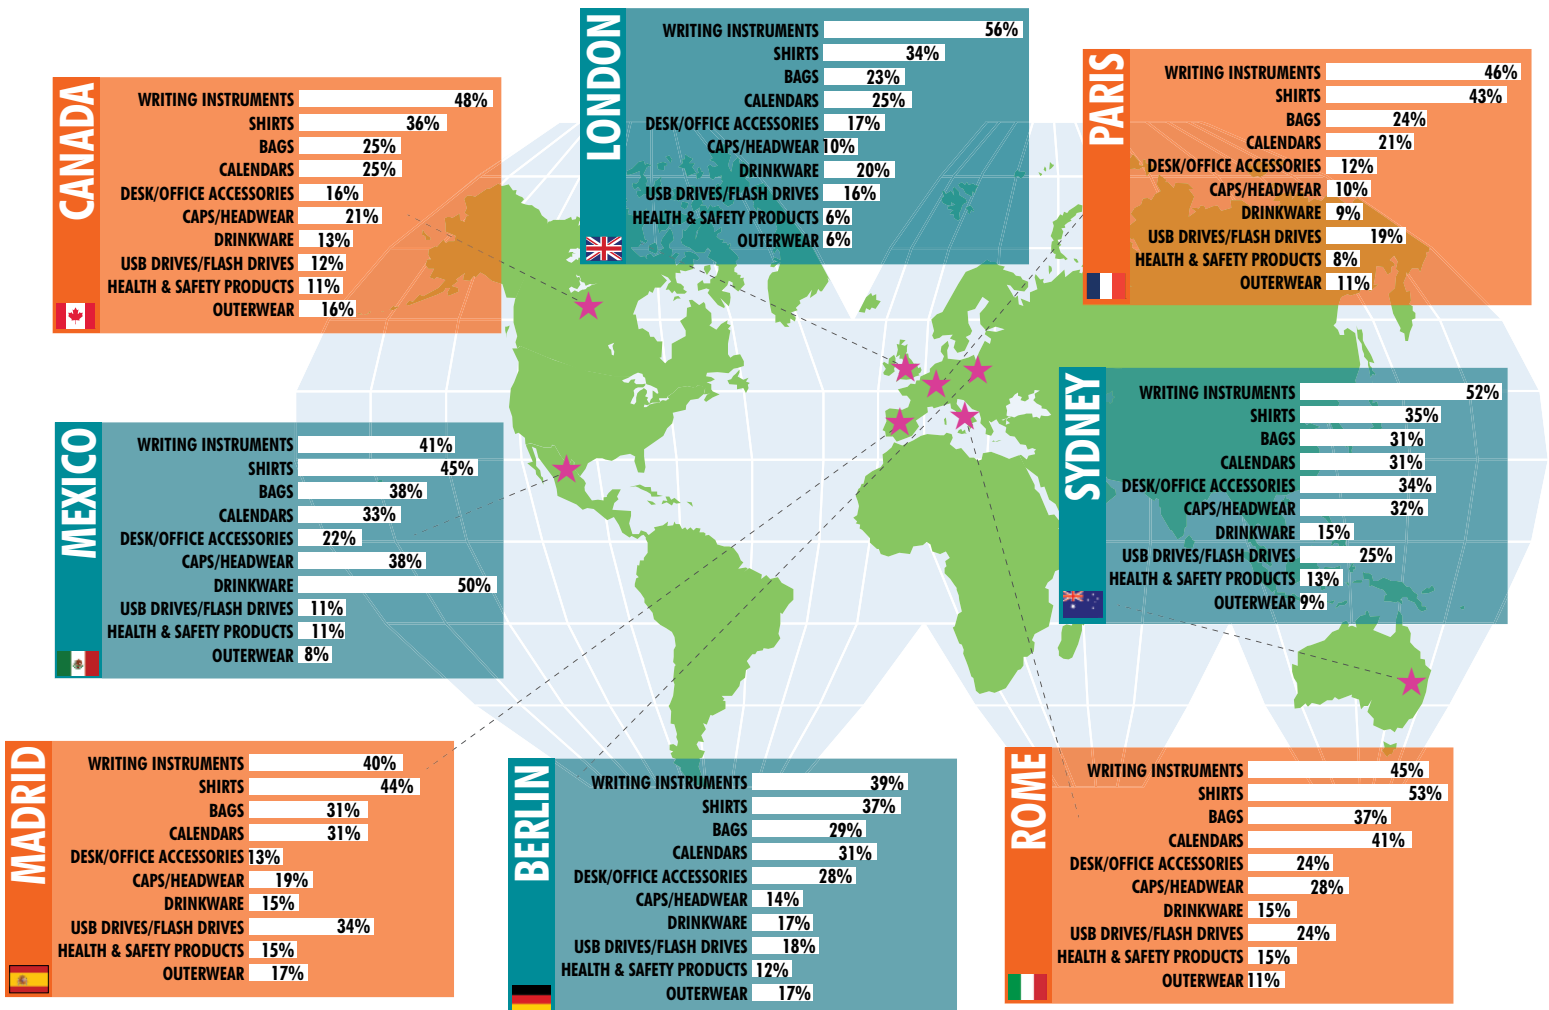 CANADA
WRITING INSTRUMENTS 48%
SHIRTS 36%
BAGS 25%
CALENDARS 25%
DESK/OFFICE ACCESSORIES 16%
CAPS/HEADWEAR 21%
DRINKWARE 13%
USB DRIVES/FLASH DRIVES 12%
HEALTH & SAFETY PRODUCTS 11%
OUTERWEAR 16%
LONDON
WRITING INSTRUMENTS 56%
SHIRTS 34%
BAGS 23%
CALENDARS 25%
DESK/OFFICE ACCESSORIES 17%
CAPS/HEADWEAR 10%
DRINKWARE 20%
USB DRIVES/FLASH DRIVES 16%
HEALTH & SAFETY PRODUCTS 6%
OUTERWEAR 6%
PARIS
WRITING INSTRUMENTS 46%
SHIRTS 43%
BAGS 24%
CALENDARS 21%
DESK/OFFICE ACCESSORIES 12%
CAPS/HEADWEAR 10%
DRINKWARE 9%
USB DRIVES/FLASH DRIVES 19%
HEALTH & SAFETY PRODUCTS 8%
OUTERWEAR 11%
MEXICO
WRITING INSTRUMENTS 41%
SHIRTS 45%
BAGS 38%
CALENDARS 33%
DESK/OFFICE ACCESSORIES 22%
CAPS/HEADWEAR 38%
DRINKWARE 50%
USB DRIVES/FLASH DRIVES 11%
HEALTH & SAFETY PRODUCTS 11%
OUTERWEAR 8%
SYDNEY
WRITING INSTRUMENTS 52%
SHIRTS 35%
BAGS 31%
CALENDARS 31%
DESK/OFFICE ACCESSORIES 34%
CAPS/HEADWEAR 32%
DRINKWARE 15%
USB DRIVES/FLASH DRIVES 25%
HEALTH & SAFETY PRODUCTS 13%
OUTERWEAR 9%
MADRID
WRITING INSTRUMENTS 40%
SHIRTS 44%
BAGS 31%
CALENDARS 31%
DESK/OFFICE ACCESSORIES 13%
CAPS/HEADWEAR 19%
DRINKWARE 15%
USB DRIVES/FLASH DRIVES 34%
HEALTH & SAFETY PRODUCTS 15%
OUTERWEAR 17%
BERLIN
WRITING INSTRUMENTS 39%
SHIRTS 37%
BAGS 29%
CALENDARS 31%
DESK/OFFICE ACCESSORIES 28%
CAPS/HEADWEAR 14%
DRINKWARE 17%
USB DRIVES/FLASH DRIVES 18%
HEALTH & SAFETY PRODUCTS 12%
OUTERWEAR 17%
ROME
WRITING INSTRUMENTS 45%
SHIRTS 53%
BAGS 37%
CALENDARS 41%
DESK/OFFICE ACCESSORIES 24%
CAPS/HEADWEAR 28%
DRINKWARE 15%
USB DRIVES/FLASH DRIVES 24%
HEALTH & SAFETY PRODUCTS 15%
OUTERWEAR 11%